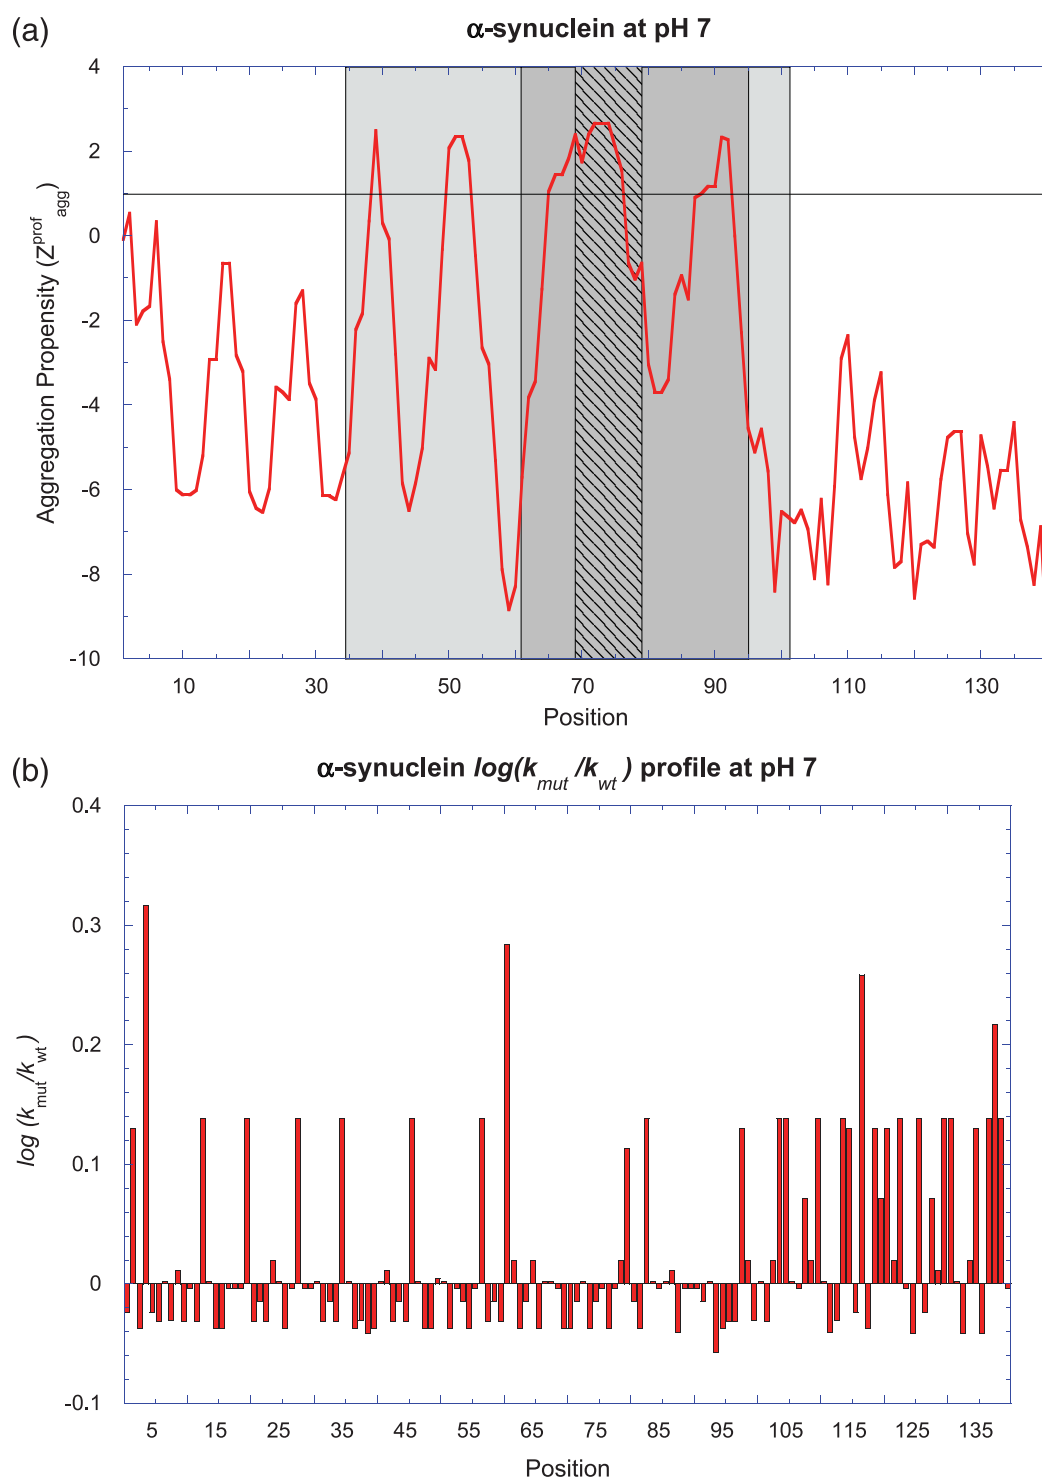 (a)
α-synuclein at pH 7
Aggregation Propensity (Z^prof_agg)
4
2
0
-2
-4
-6
-8
-10
10 30 50 70 90 110 130
Position
(b)
α-synuclein log(k_mut /k_wt ) profile at pH 7
log (k_mut/k_wt)
0.4
0.3
0.2
0.1
0
-0.1
5 15 25 35 45 55 65 75 85 95 105 115 125 135
Position